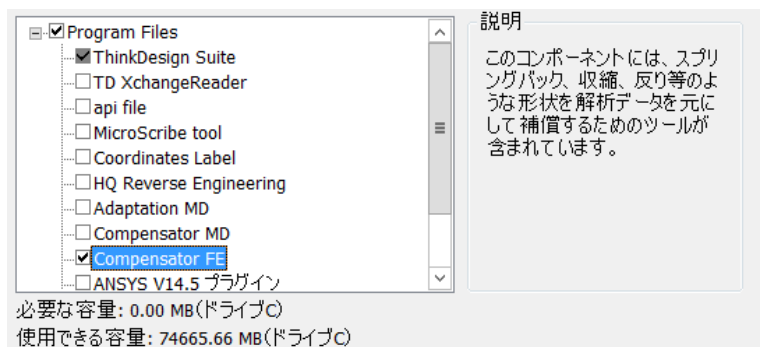 Program Files
ThinkDesign Suite
TD XchangeReader
api file
MicroScribe tool
Coordinates Label
HQ Reverse Engineering
Adaptation MD
Compensator MD
Compensator FE
ANSYS V14.5 プラグイン
説明
このコンポーネントには、スプリ
ングバック、収縮、反り等のよ
うな形状を解析データを元に
して補償するためのツールが
含まれています。
必要な容量: 0.00 MB(ドライブC)
使用できる容量: 74665.66 MB(ドライブC)